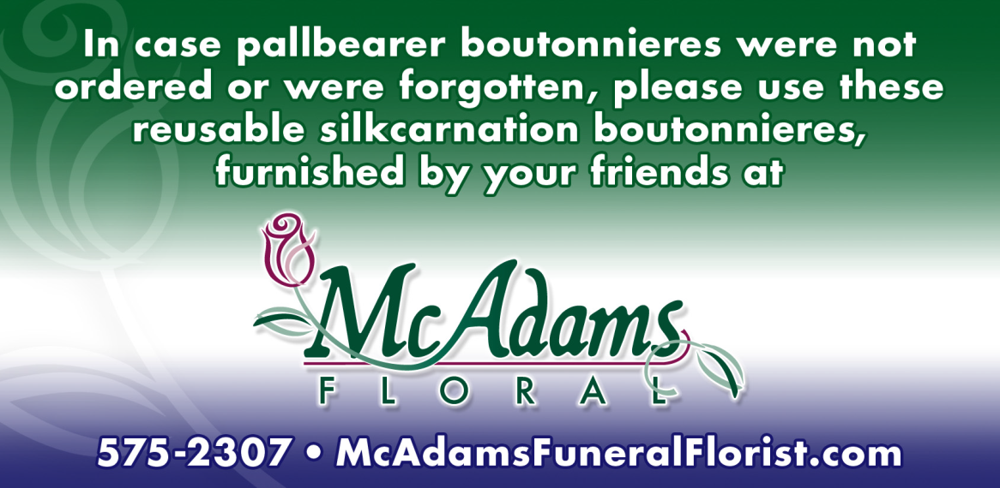 In case pallbearer boutonnieres were not
ordered or were forgotten, please use these
reusable silkcarnation boutonnieres,
furnished by your friends at
McAdams
FLORAL
575-2307 • McAdamsFuneralFlorist.com